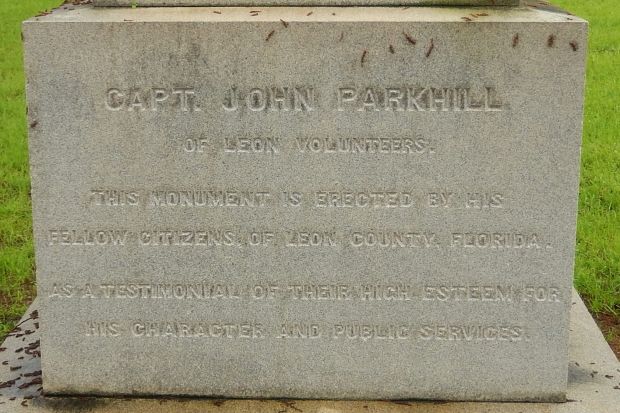 CAPT. JOHN PARKHILL
OF LEON VOLUNTEERS.
THIS MONUMENT IS ERECTED BY HIS
FELLOW CITIZENS, OF LEON COUNTY, FLORIDA.
AS A TESTIMONIAL OF THEIR HIGH ESTEEM FOR
HIS CHARACTER AND PUBLIC SERVICES.